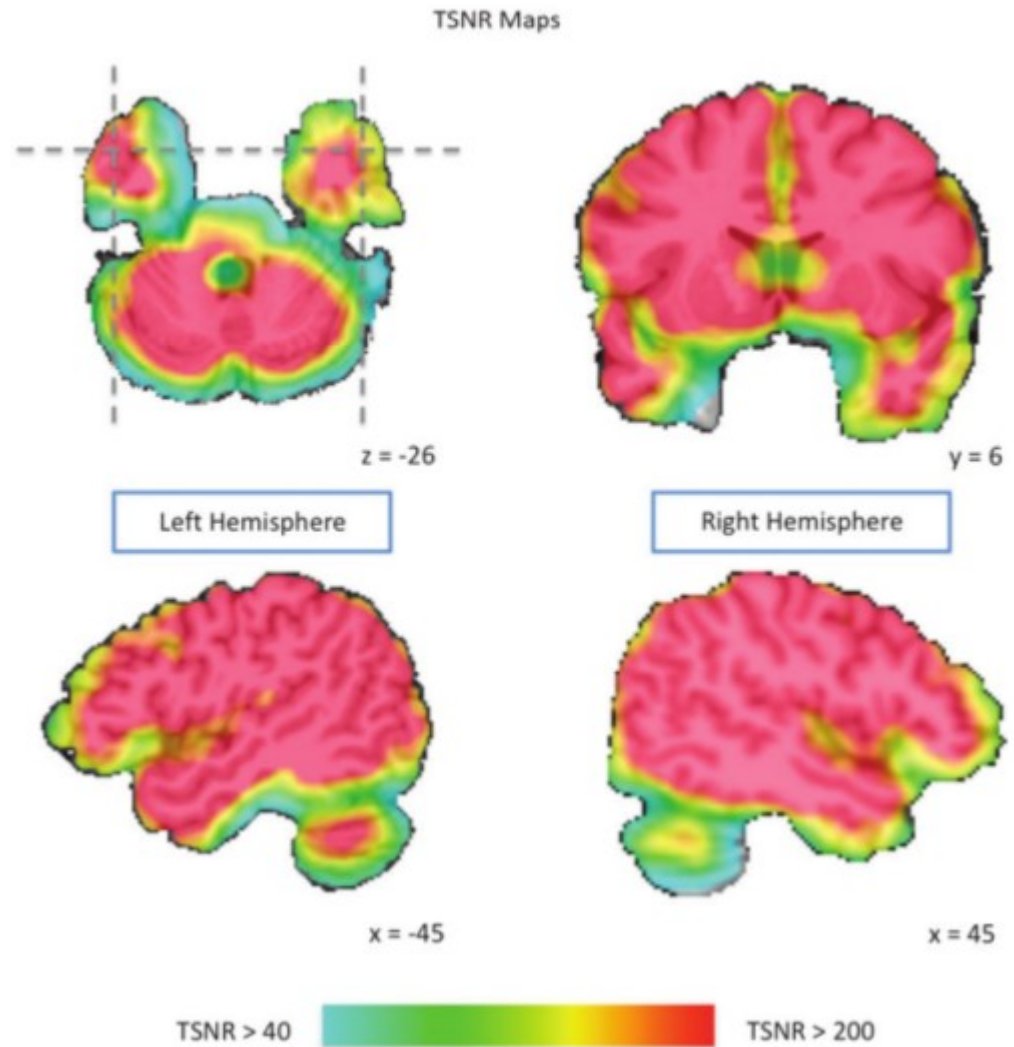 TSNR Maps
z = -26
y = 6
Left Hemisphere
Right Hemisphere
x = -45
x = 45
TSNR > 40
TSNR > 200